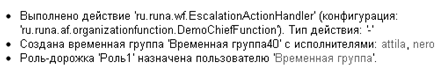 Выполнено действие 'ru.runa.wf.EscalationActionHandler' (конфигурация:
'ru.runa.af.organizationfunction.DemoChiefFunction'). Тип действия: '-'
Создана временная группа 'Временная группа40' с исполнителями: attila, nero
Роль-дорожка 'Роль1' назначена пользователю 'Временная группа'.